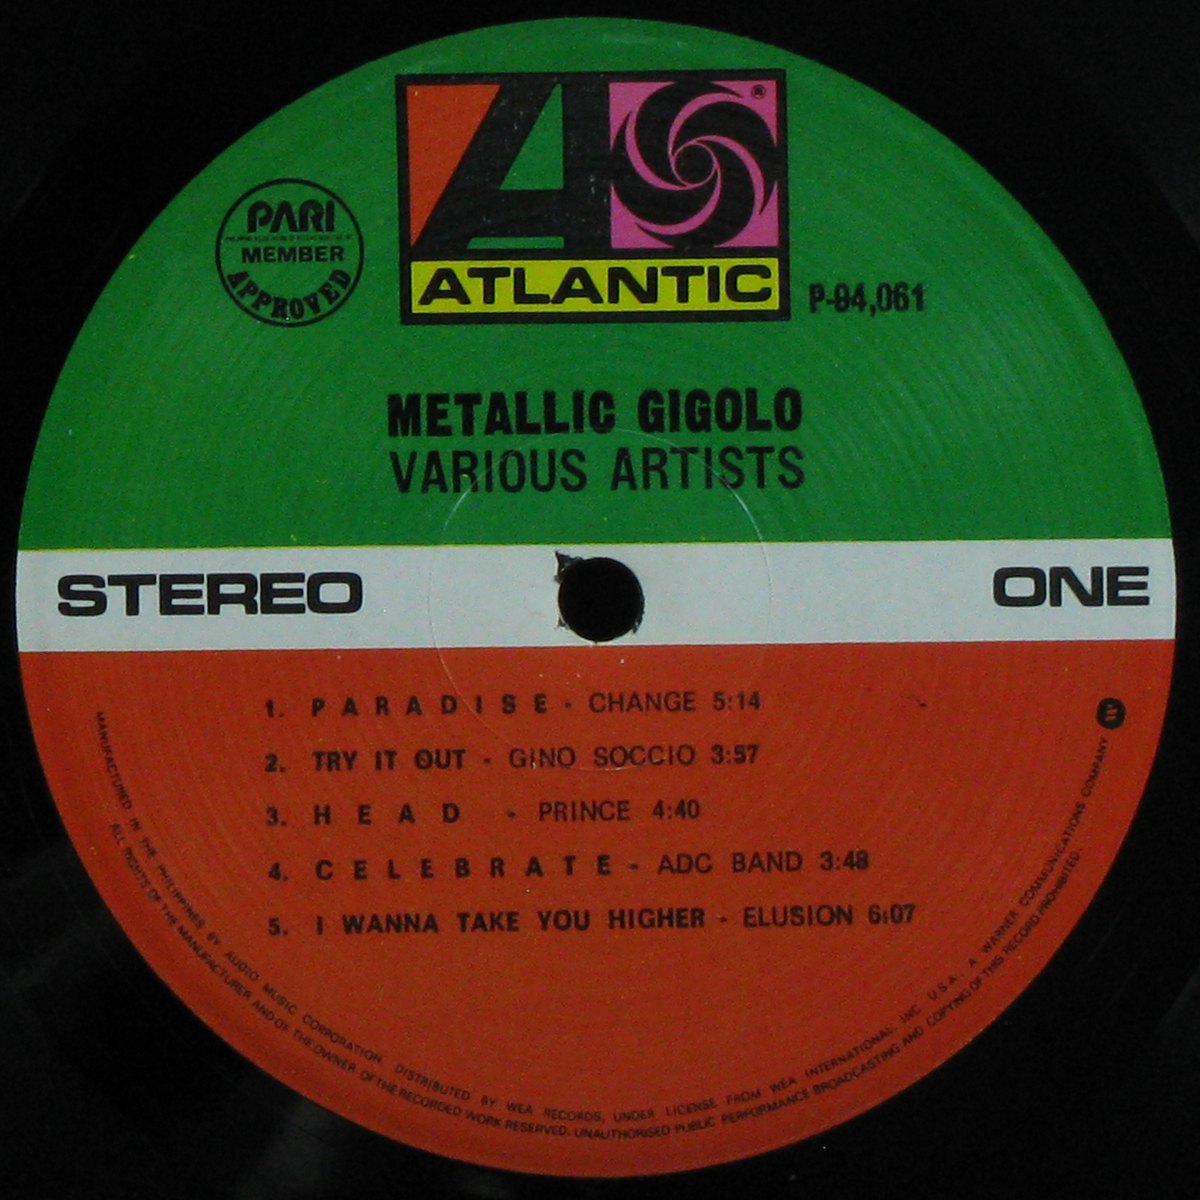 PARI
MEMBER
APPROVED
®
ATLANTIC
P-94,061
METALLIC GIGOLO
VARIOUS ARTISTS
STEREO
ONE
1. PARADISE - CHANGE 5:14
2. TRY IT OUT - GINO SOCCIO 3:57
3. HEAD - PRINCE 4:40
4. CELEBRATE - ADC BAND 3:48
5. I WANNA TAKE YOU HIGHER - ELUSION 6:07
MANUFACTURED IN THE PHILIPPINES BY AUDIO MUSIC CORPORATION DISTRIBUTED BY WEA RECORDS, UNDER LICENSE FROM WEA INTERNATIONAL INC. U.S.A., A WARNER COMMUNICATIONS COMPANY
ALL RIGHTS OF THE MANUFACTURER AND OF THE OWNER OF THE RECORDED WORK RESERVED. UNAUTHORISED PUBLIC PERFORMANCE BROADCASTING AND COPYING OF THIS RECORD PROHIBITED.